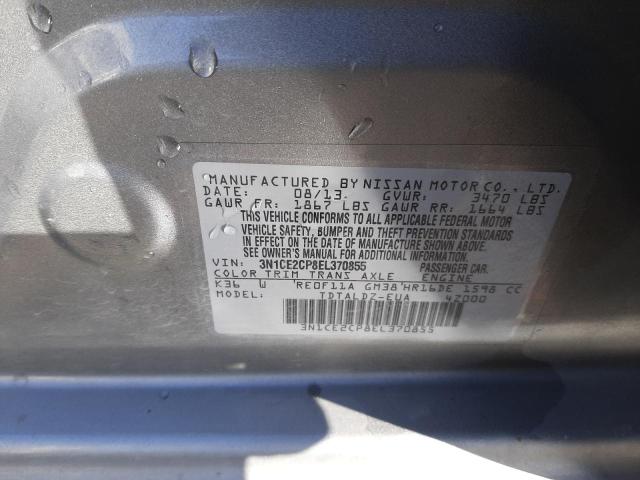 MANUFACTURED BY NISSAN MOTOR CO., LTD.
DATE: 08/13. GVWR: 3470 LBS
GAWR FR: 1867 LBS GAWR RR: 1664 LBS
THIS VEHICLE CONFORMS TO ALL APPLICABLE FEDERAL MOTOR
VEHICLE SAFETY, BUMPER AND THEFT PREVENTION STANDARDS
IN EFFECT ON THE DATE OF MANUFACTURE SHOWN ABOVE.
SEE OWNER'S MANUAL FOR ADDITIONAL INFORMATION.
VIN: 3N1CE2CP8EL370855 PASSENGER CAR.
COLOR TRIM TRANS AXLE ENGINE
K36 W RE0F11A GM38 HR16DE 1598 CC
MODEL: TDTALDZ-EUA 42000
3N1CE2CP8EL370855